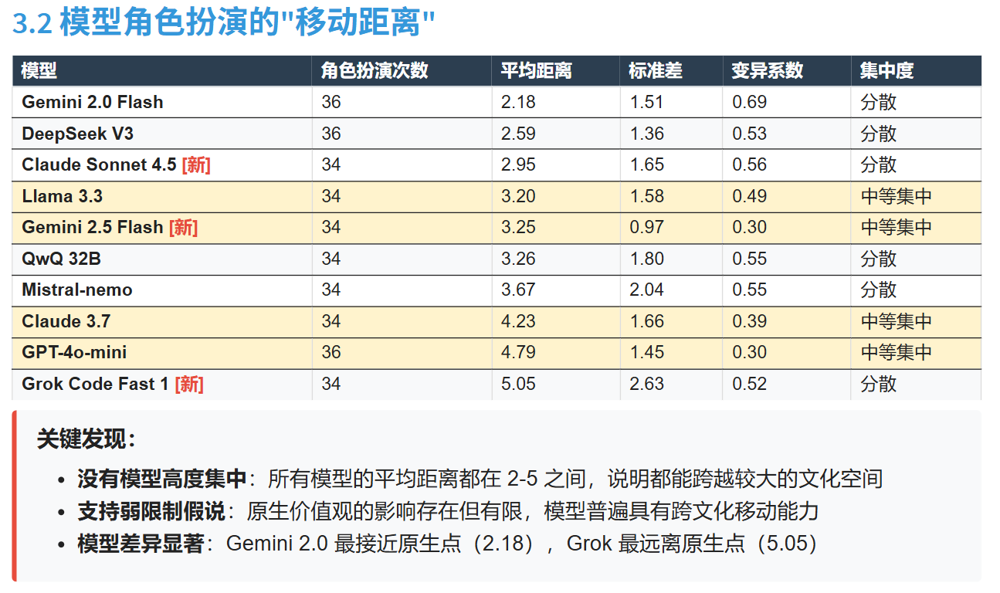 3.2 模型角色扮演的"移动距离"
模型 角色扮演次数 平均距离 标准差 变异系数 集中度
Gemini 2.0 Flash 36 2.18 1.51 0.69 分散
DeepSeek V3 36 2.59 1.36 0.53 分散
Claude Sonnet 4.5 [新] 34 2.95 1.65 0.56 分散
Llama 3.3 34 3.20 1.58 0.49 中等集中
Gemini 2.5 Flash [新] 34 3.25 0.97 0.30 中等集中
QwQ 32B 34 3.26 1.80 0.55 分散
Mistral-nemo 34 3.67 2.04 0.55 分散
Claude 3.7 34 4.23 1.66 0.39 中等集中
GPT-4o-mini 36 4.79 1.45 0.30 中等集中
Grok Code Fast 1 [新] 34 5.05 2.63 0.52 分散
关键发现：
• 没有模型高度集中：所有模型的平均距离都在 2-5 之间，说明都能跨越较大的文化空间
• 支持弱限制假说：原生价值观的影响存在但有限，模型普遍具有跨文化移动能力
• 模型差异显著：Gemini 2.0 最接近原生点（2.18），Grok 最远离原生点（5.05）